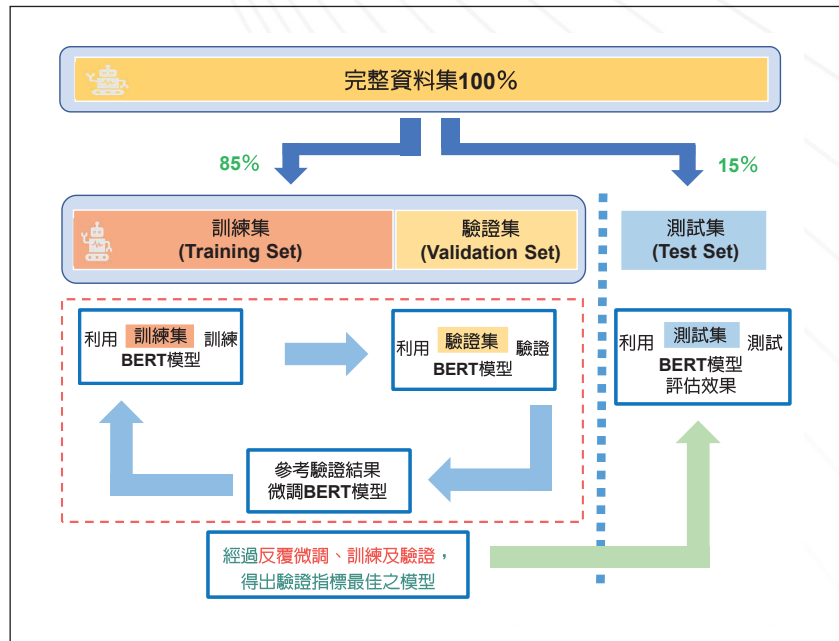 完整資料集100%
85%
15%
訓練集
(Training Set)
驗證集
(Validation Set)
測試集
(Test Set)
利用 訓練集 訓練
BERT模型
利用 驗證集 驗證
BERT模型
利用 測試集 測試
BERT模型
評估效果
參考驗證結果
微調BERT模型
經過反覆微調、訓練及驗證，
得出驗證指標最佳之模型